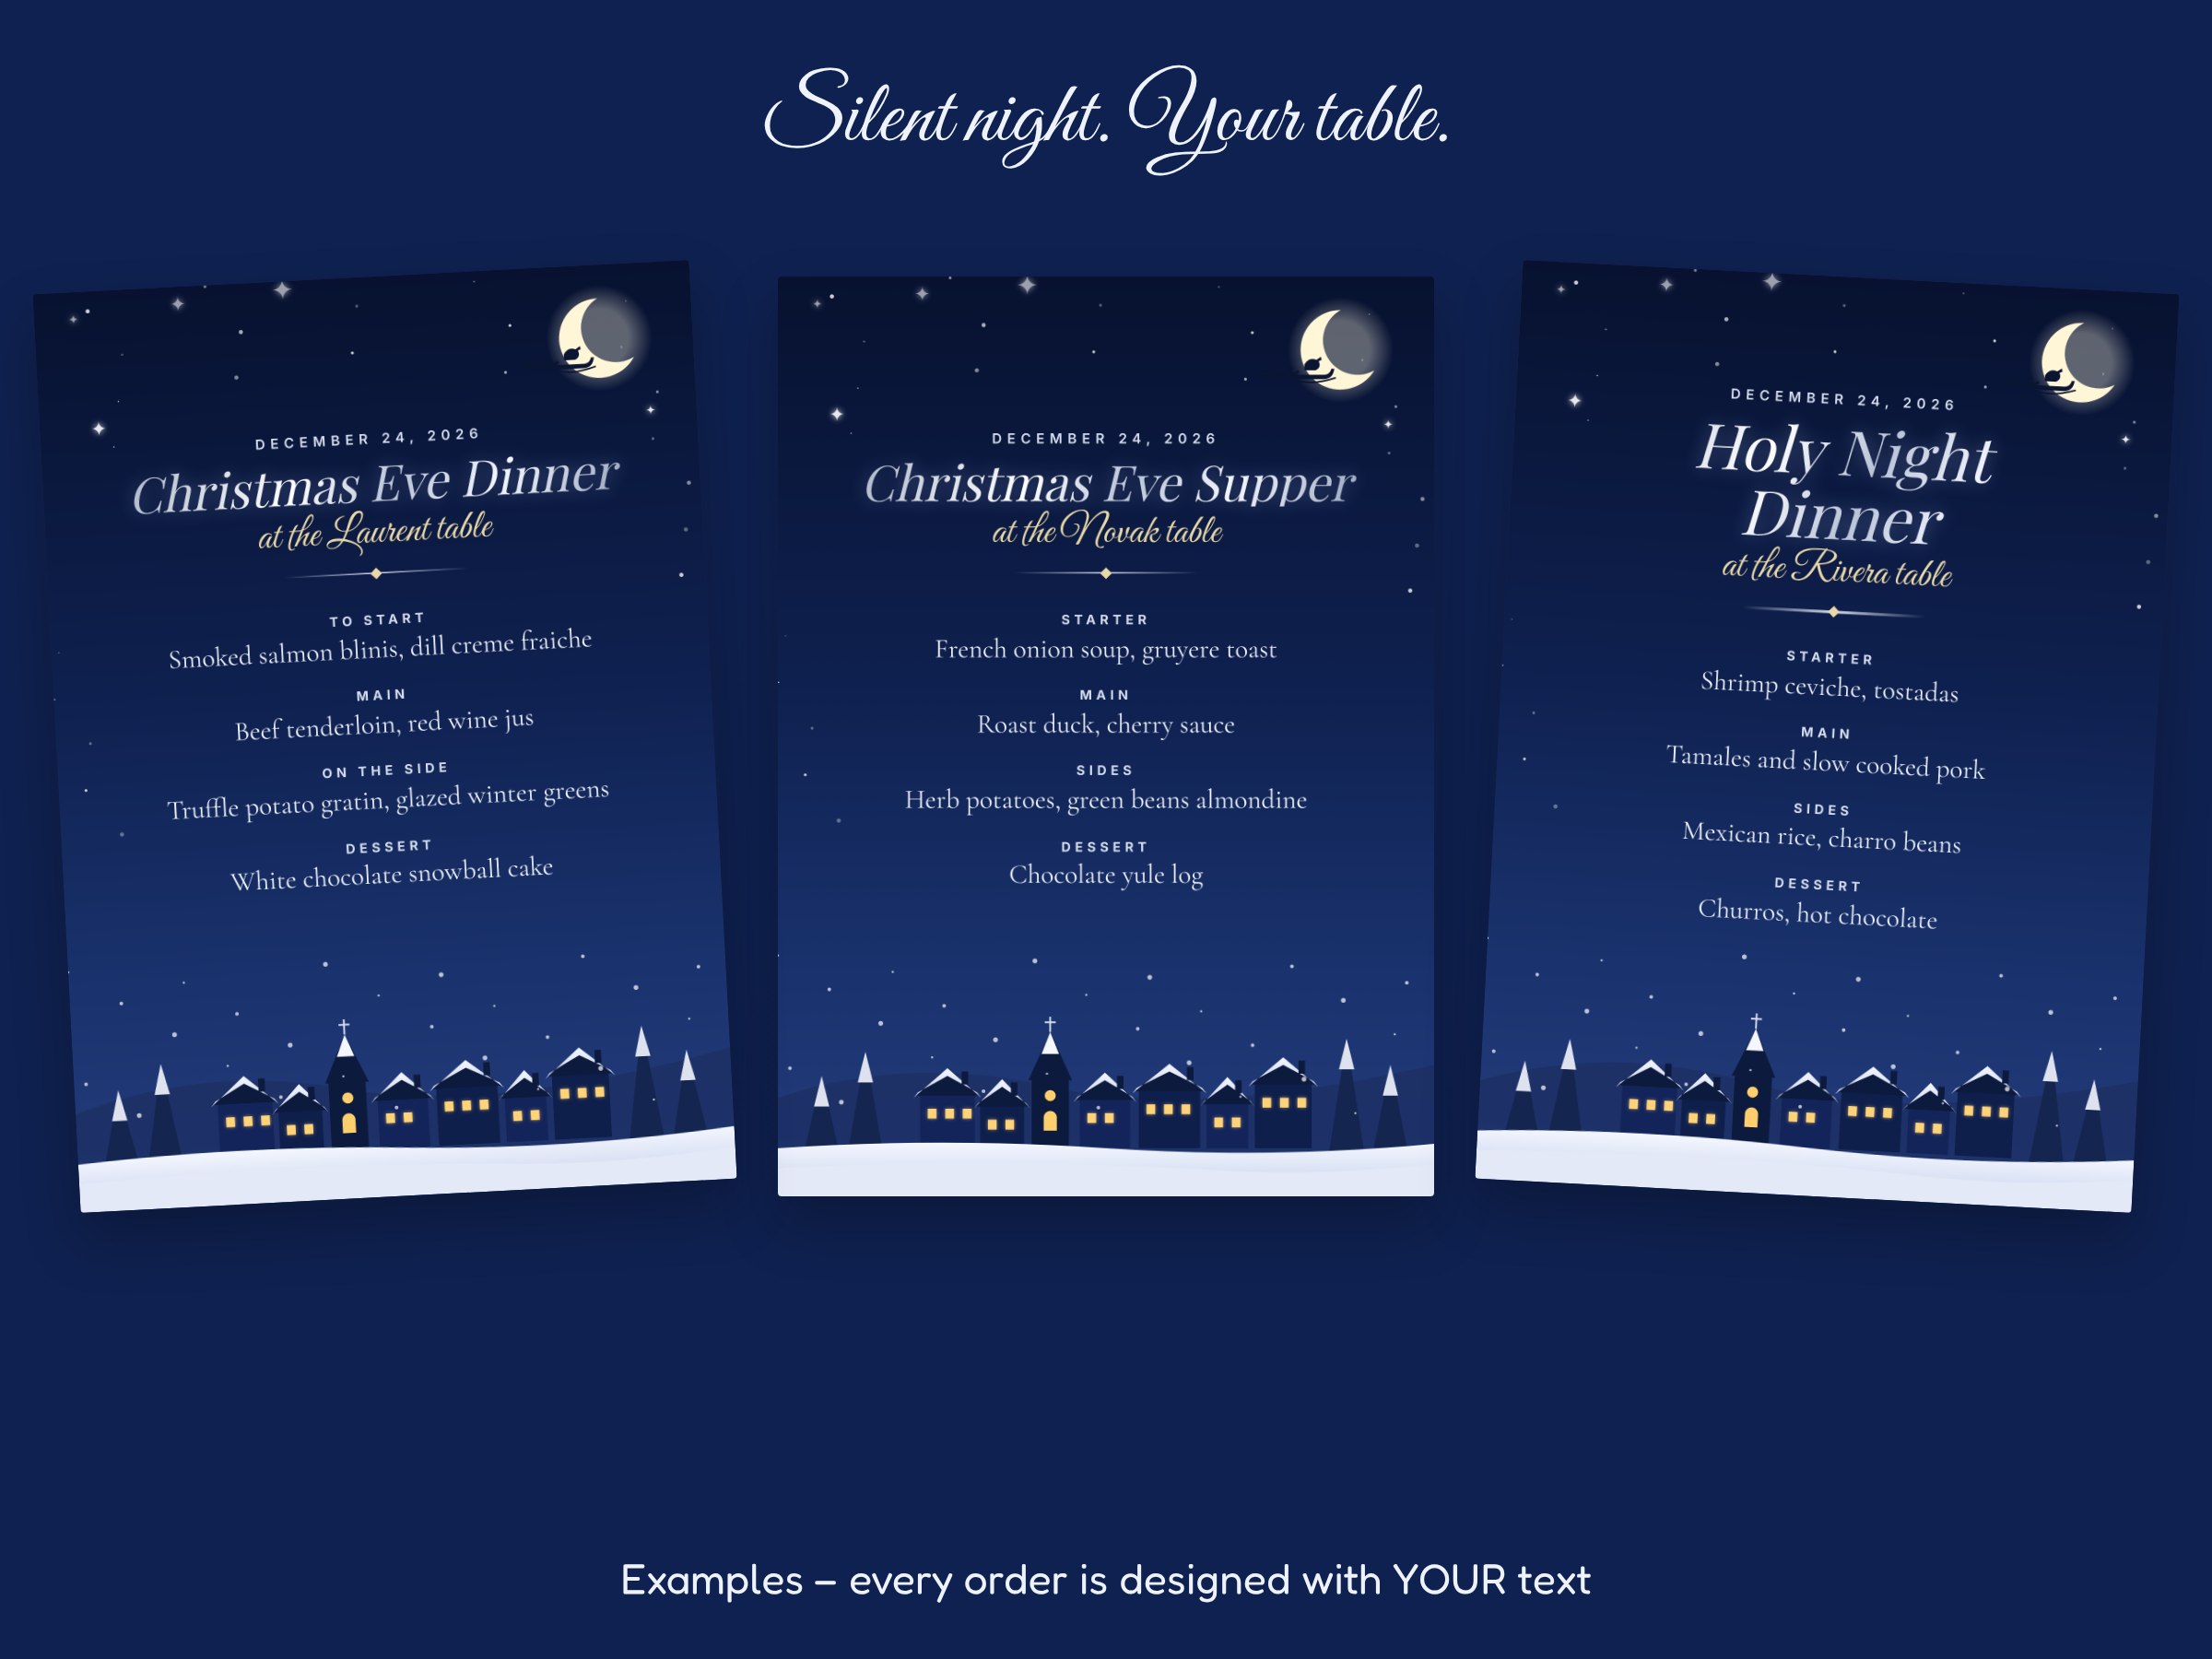 Silent night. Your table.
DECEMBER 24, 2026
Christmas Eve Dinner
at the Laurent table
TO START
Smoked salmon blinis, dill creme fraiche
MAIN
Beef tenderloin, red wine jus
ON THE SIDE
Truffle potato gratin, glazed winter greens
DESSERT
White chocolate snowball cake
DECEMBER 24, 2026
Christmas Eve Supper
at the Novak table
STARTER
French onion soup, gruyere toast
MAIN
Roast duck, cherry sauce
SIDES
Herb potatoes, green beans almondine
DESSERT
Chocolate yule log
DECEMBER 24, 2026
Holy Night
Dinner
at the Rivera table
STARTER
Shrimp ceviche, tostadas
MAIN
Tamales and slow cooked pork
SIDES
Mexican rice, charro beans
DESSERT
Churros, hot chocolate
Examples – every order is designed with YOUR text